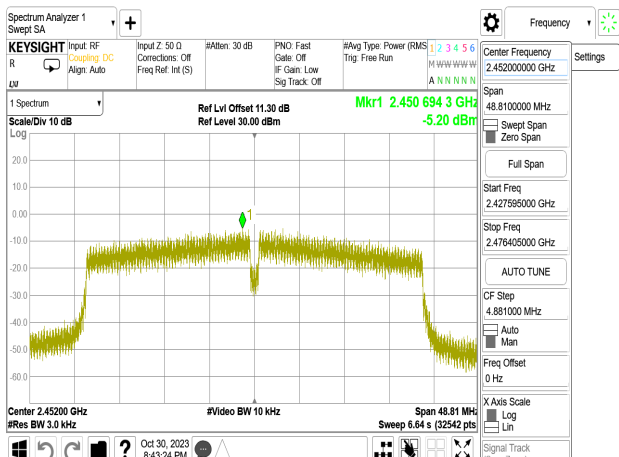 Spectrum Analyzer 1
Swept SA
Frequency
Settings
KEYSIGHT
R
Input: RF
Coupling: DC
Align: Auto
Input Z: 50 Ω
Corrections: Off
Freq Ref: Int (S)
#Atten: 30 dB
PNO: Fast
Gate: Off
IF Gain: Low
Sig Track: Off
#Avg Type: Power (RMS
Trig: Free Run
1 2 3 4 5 6
M W W W W W
A N N N N N
1 Spectrum
Scale/Div 10 dB
Log
Ref Lvl Offset 11.30 dB
Ref Level 30.00 dBm
Mkr1 2.450 694 3 GHz
-5.20 dBm
20.0
10.0
0.00
-10.0
-20.0
-30.0
-40.0
-50.0
-60.0
1
Center 2.45200 GHz
#Res BW 3.0 kHz
#Video BW 10 kHz
Span 48.81 MHz
Sweep 6.64 s (32542 pts)
Center Frequency
2.452000000 GHz
Span
48.8100000 MHz
Swept Span
Zero Span
Full Span
Start Freq
2.427595000 GHz
Stop Freq
2.476405000 GHz
AUTO TUNE
CF Step
4.881000 MHz
Auto
Man
Freq Offset
0 Hz
X Axis Scale
Log
Lin
Signal Track
Oct 30, 2023
8:43:24 PM